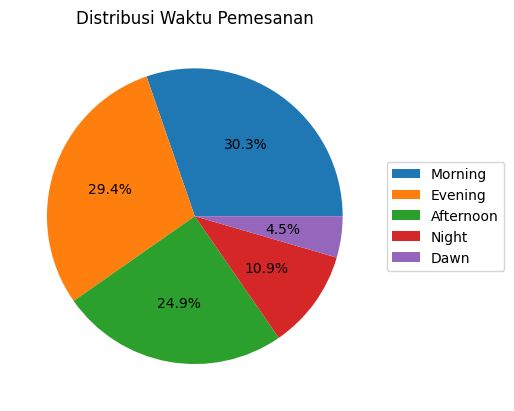 Distribusi Waktu Pemesanan
30.3%
29.4%
24.9%
10.9%
4.5%
Morning
Evening
Afternoon
Night
Dawn